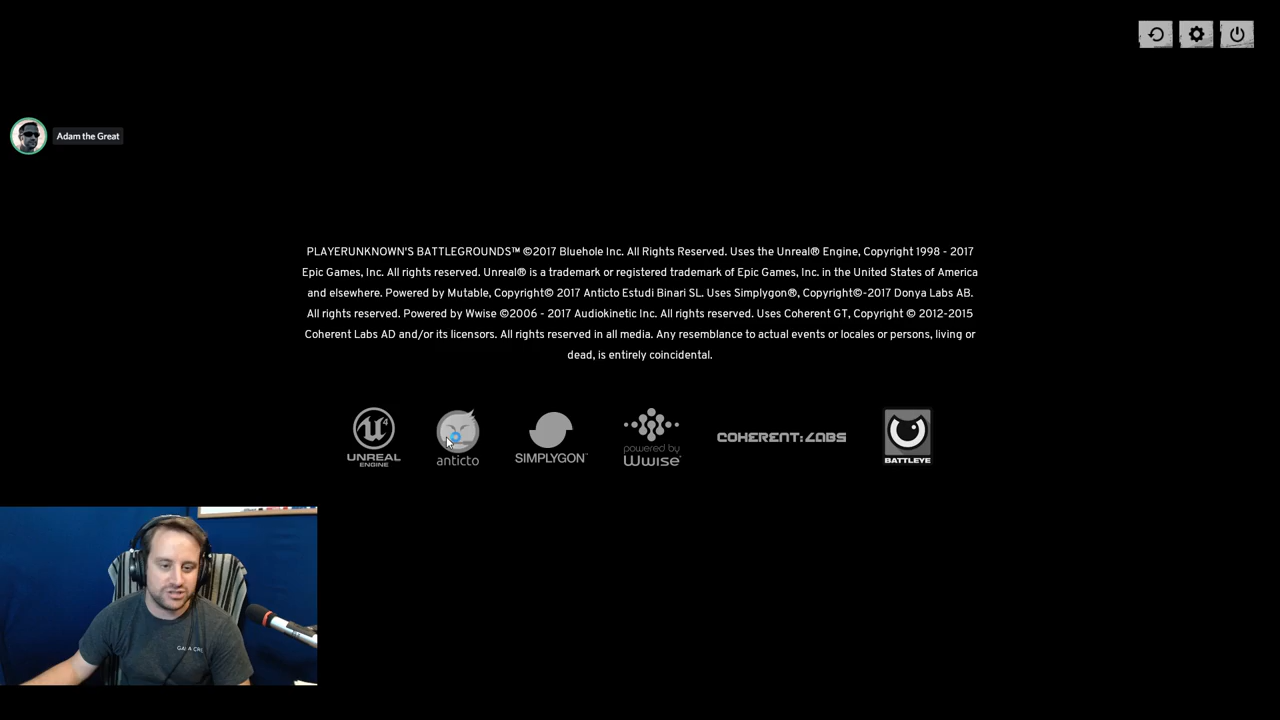 Adam the Great
PLAYERUNKNOWN'S BATTLEGROUNDS™ ©2017 Bluehole Inc. All Rights Reserved. Uses the Unreal® Engine, Copyright 1998 - 2017
Epic Games, Inc. All rights reserved. Unreal® is a trademark or registered trademark of Epic Games, Inc. in the United States of America
and elsewhere. Powered by Mutable, Copyright© 2017 Anticto Estudi Binari SL. Uses Simplygon®, Copyright©-2017 Donya Labs AB.
All rights reserved. Powered by Wwise ©2006 - 2017 Audiokinetic Inc. All rights reserved. Uses Coherent GT, Copyright © 2012-2015
Coherent Labs AD and/or its licensors. All rights reserved in all media. Any resemblance to actual events or locales or persons, living or
dead, is entirely coincidental.
UNREAL
ENGINE
anticto
SIMPLYGON
powered by
Wwise
COHERENT:LABS
BATTLEYE